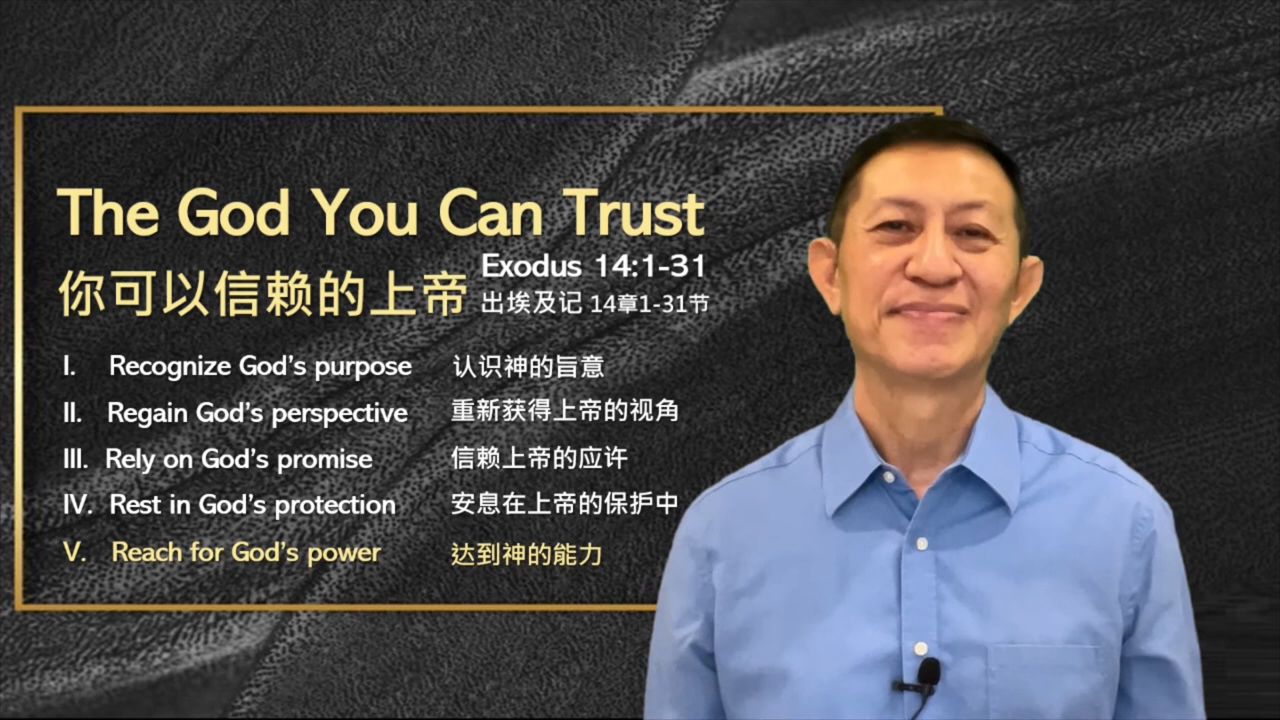 The God You Can Trust
你可以信赖的上帝
Exodus 14:1-31
出埃及记 14章1-31节
I. Recognize God’s purpose 认识神的旨意
II. Regain God’s perspective 重新获得上帝的视角
III. Rely on God’s promise 信赖上帝的应许
IV. Rest in God’s protection 安息在上帝的保护中
V. Reach for God’s power 达到神的能力